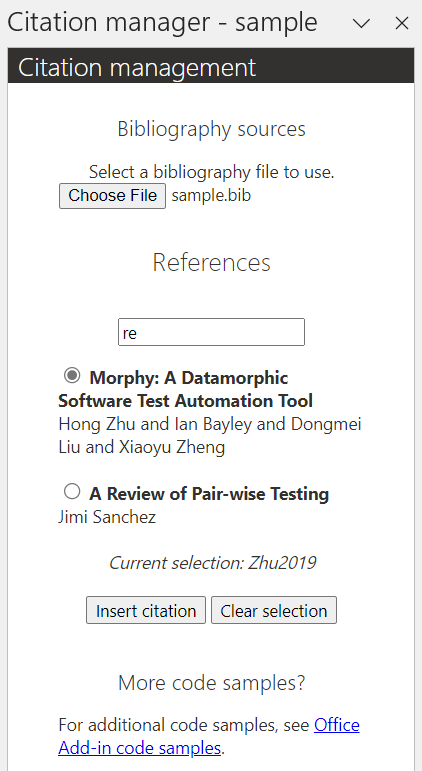 Citation manager - sample
Citation management
Bibliography sources
Select a bibliography file to use.
Choose File sample.bib
References
re
Morphy: A Datamorphic
Software Test Automation Tool
Hong Zhu and Ian Bayley and Dongmei
Liu and Xiaoyu Zheng
A Review of Pair-wise Testing
Jimi Sanchez
Current selection: Zhu2019
Insert citation Clear selection
More code samples?
For additional code samples, see Office
Add-in code samples.